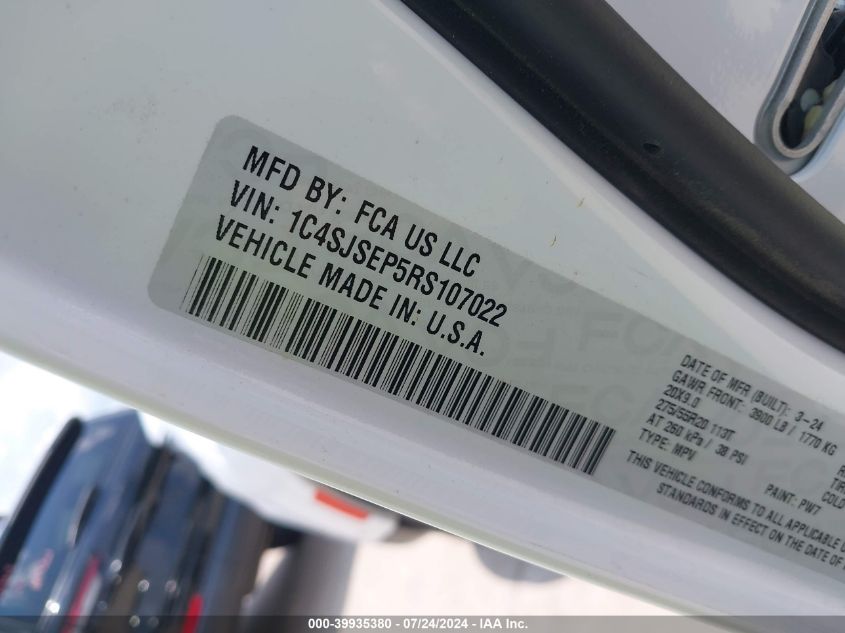 MFD BY: FCA US LLC
VIN: 1C4SJSEP5RS107022
VEHICLE MADE IN: U.S.A.
DATE OF MFR (BUILT): 3-24
GAWR FRONT: 3900 LB / 1770 KG
20X9.0
275/55R20 113T
AT 260 kPa / 38 PSI
TYPE: MPV
PAINT: PW7
THIS VEHICLE CONFORMS TO ALL APPLICABLE
STANDARDS IN EFFECT ON THE DATE OF
TIR
COLD
000-39935380 / 07/24/2024 - IAA Inc.